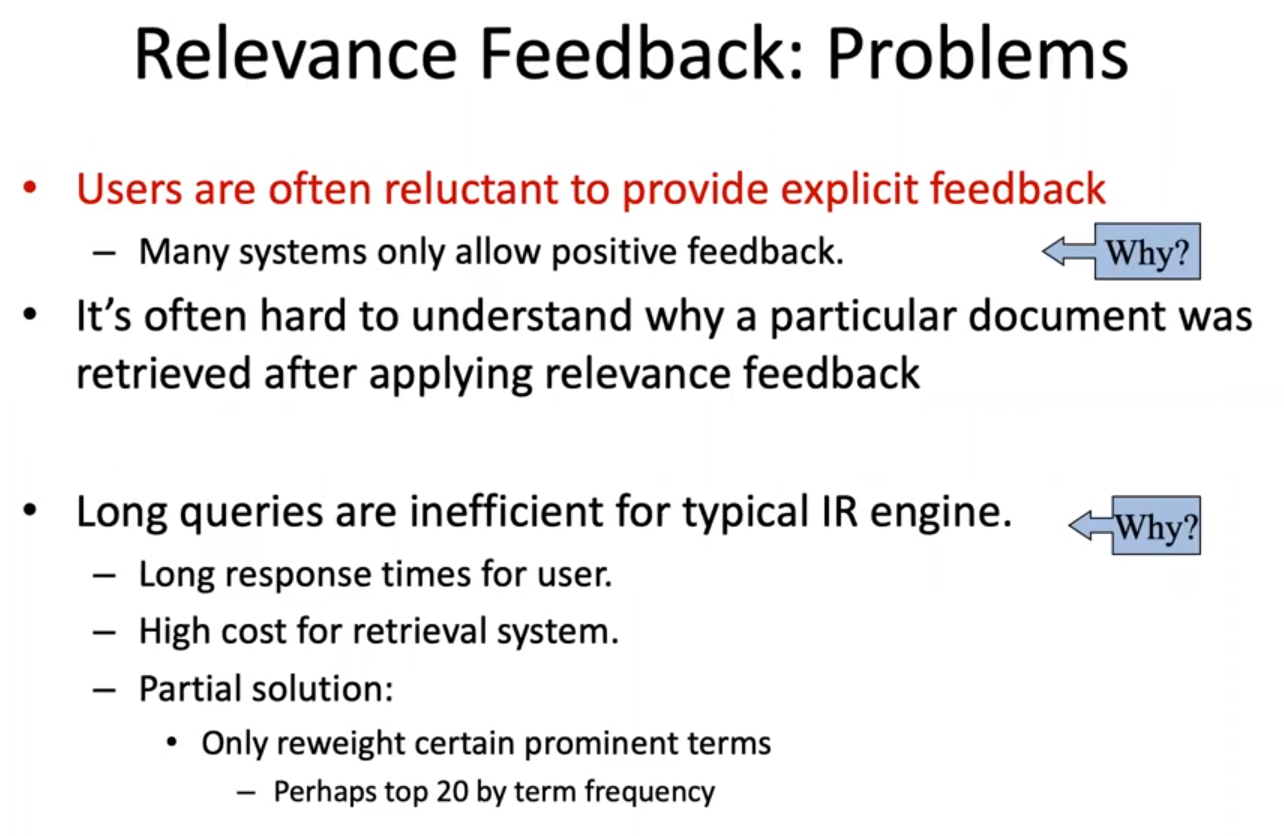 Relevance Feedback: Problems
• Users are often reluctant to provide explicit feedback
– Many systems only allow positive feedback.
Why?
• It’s often hard to understand why a particular document was
retrieved after applying relevance feedback
• Long queries are inefficient for typical IR engine.
Why?
– Long response times for user.
– High cost for retrieval system.
– Partial solution:
• Only reweight certain prominent terms
– Perhaps top 20 by term frequency